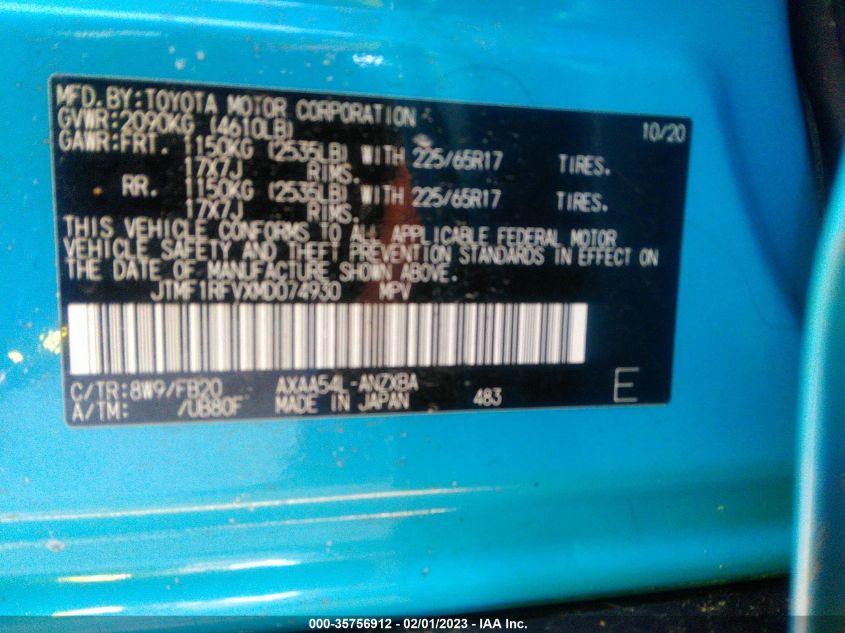 MFD.BY:TOYOTA MOTOR CORPORATION 10/20
GVWR:2090KG (4610LB)
GAWR:FRT. 1150KG (2535LB) WITH 225/65R17 TIRES.
17X7J RIMS.
RR. 1150KG (2535LB) WITH 225/65R17 TIRES.
17X7J RIMS.
THIS VEHICLE CONFORMS TO ALL APPLICABLE FEDERAL MOTOR
VEHICLE SAFETY AND THEFT PREVENTION STANDARDS IN EFFECT ON
THE DATE OF MANUFACTURE SHOWN ABOVE.
JTMF1RFVXMD074930 MPV
C/TR:8W9/FB20 AXAA54L-ANZXBA
A/TM: /UB80F MADE IN JAPAN 483 E
000-35756912 - 02/01/2023 - IAA Inc.